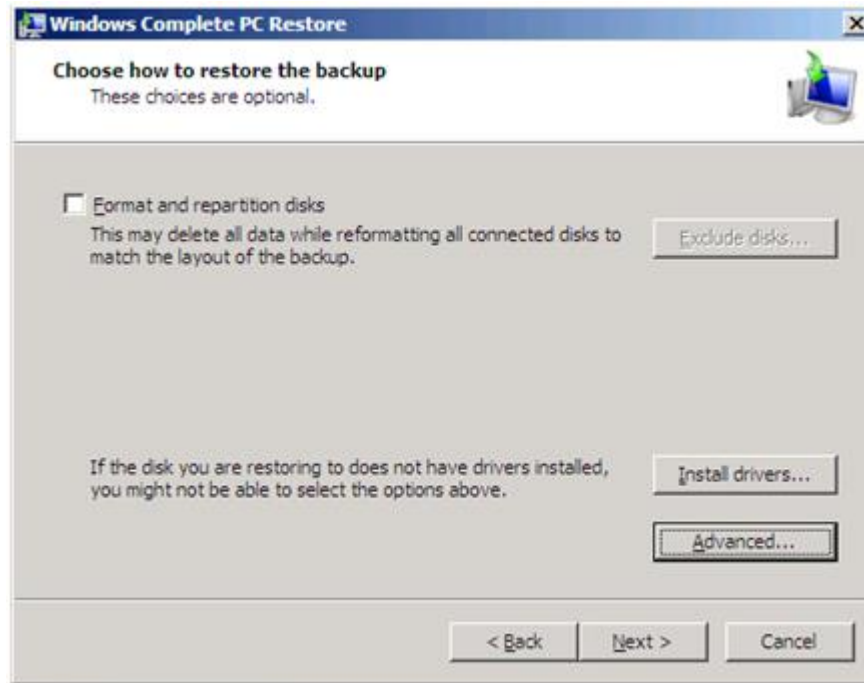 Windows Complete PC Restore
Choose how to restore the backup
These choices are optional.
Format and repartition disks
This may delete all data while reformatting all connected disks to
match the layout of the backup.
Exclude disks...
If the disk you are restoring to does not have drivers installed,
you might not be able to select the options above.
Install drivers...
Advanced...
< Back
Next >
Cancel